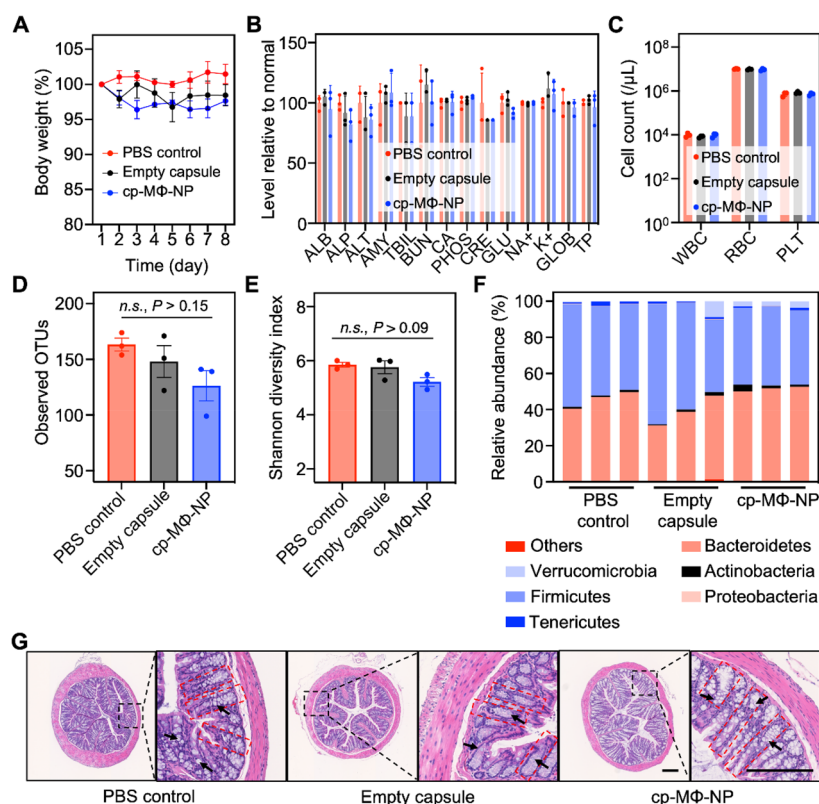 A
Body weight (%)
105
100
95
90
85
80
PBS control
Empty capsule
cp-MΦ-NP
1 2 3 4 5 6 7 8
Time (day)
B
Level relative to normal
150
100
50
0
PBS control
Empty capsule
cp-MΦ-NP
ALB
ALP
ALT
AMY
TBIL
BUN
CA
PHOS
CRE
GLU
NA+
K+
GLOB
TP
C
Cell count (/μL)
10⁸
10⁶
10⁴
10²
10⁰
PBS control
Empty capsule
cp-MΦ-NP
WBC
RBC
PLT
D
Observed OTUs
200
150
100
50
n.s., P > 0.15
PBS control
Empty capsule
cp-MΦ-NP
E
Shannon diversity index
8
6
4
2
n.s., P > 0.09
PBS control
Empty capsule
cp-MΦ-NP
F
Relative abundance (%)
100
80
60
40
20
0
PBS control
Empty capsule
cp-MΦ-NP
Others
Verrucomicrobia
Firmicutes
Tenericutes
Bacteroidetes
Actinobacteria
Proteobacteria
G
PBS control
Empty capsule
cp-MΦ-NP